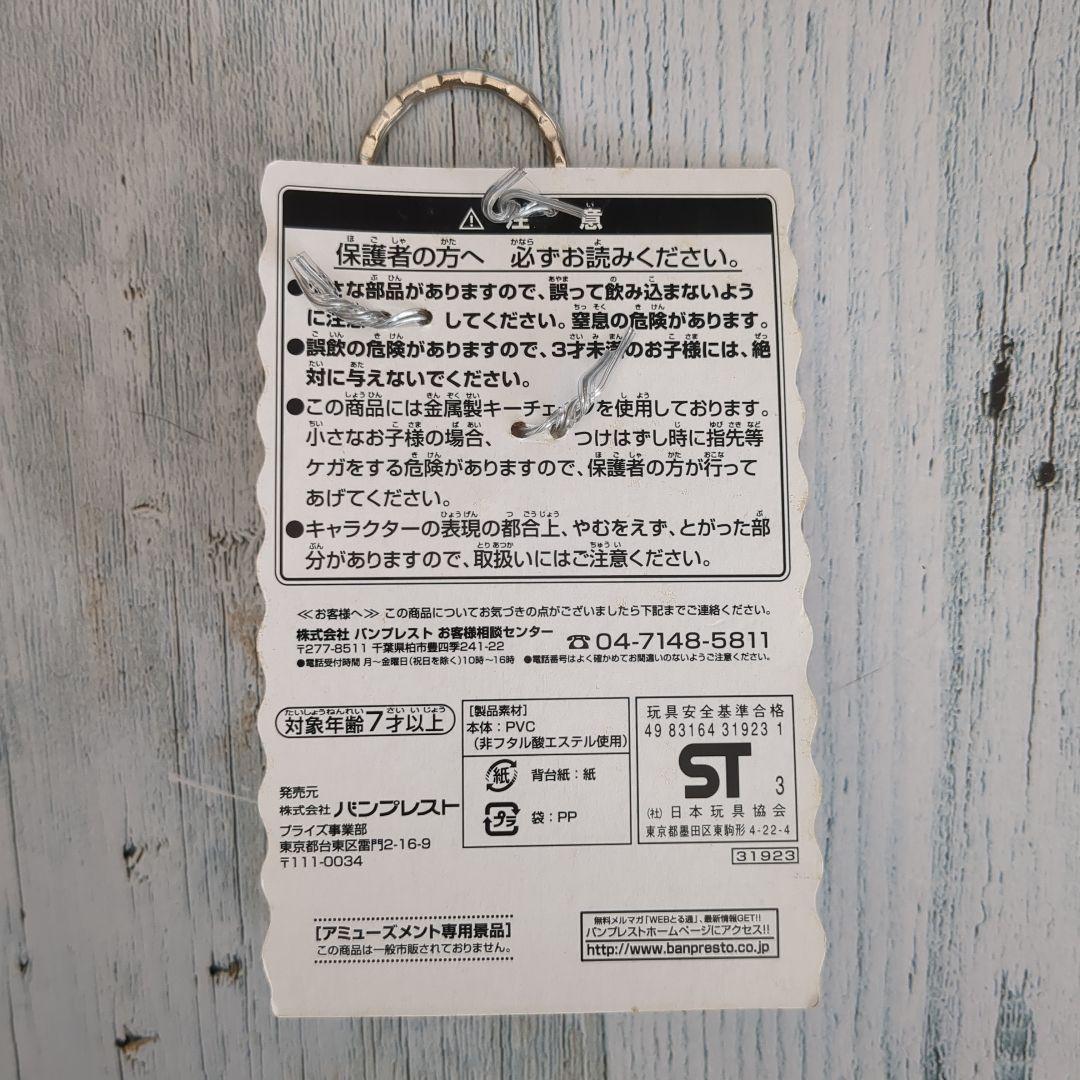 ⚠ 注 意
保護者の方へ 必ずお読みください。
●さな部品がありますので、誤って飲み込まないよう
に注 してください。窒息の危険があります。
●誤飲の危険がありますので、3才未満のお子様には、絶
対に与えないでください。
●この商品には金属製キーチェ を使用しております。
小さなお子様の場合、 つけはずし時に指先等
ケガをする危険がありますので、保護者の方が行って
あげてください。
●キャラクターの表現の都合上、やむをえず、とがった部
分がありますので、取扱いにはご注意ください。
≪お客様へ≫ この商品についてお気づきの点がございましたら下記までご連絡ください。
株式会社 バンプレスト お客様相談センター
〒277-8511 千葉県柏市豊四季241-22
☎04-7148-5811
●電話受付時間 月～金曜日(祝日を除く)10時～16時 ●電話番号はよく確かめてお間違いのないようご注意ください。
対象年齢7才以上
発売元
株式会社 バンプレスト
プライズ事業部
東京都台東区雷門2-16-9
〒111-0034
[製品素材]
本体：PVC
(非フタル酸エステル使用)
紙 背台紙：紙
プラ 袋：PP
玩具安全基準合格
49 83164 31923 1
ST 3
(社) 日本玩具協会
東京都墨田区東駒形 4-22-4
31923
[アミューズメント専用景品]
この商品は一般市販されておりません。
無料メルマガ「WEBとる通」、最新情報GET!!
バンプレストホームページにアクセス!!
http://www.banpresto.co.jp